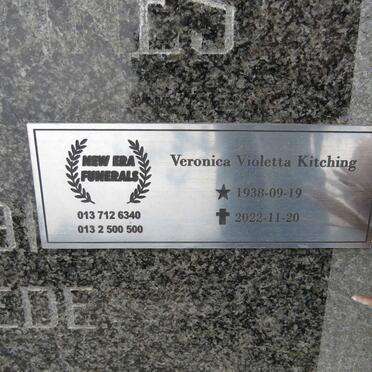 NEW ERA
FUNERALS
013 712 6340
013 2 500 500
Veronica Violetta Kitching
★ 1938-09-19
✝ 2022-11-20
EDE